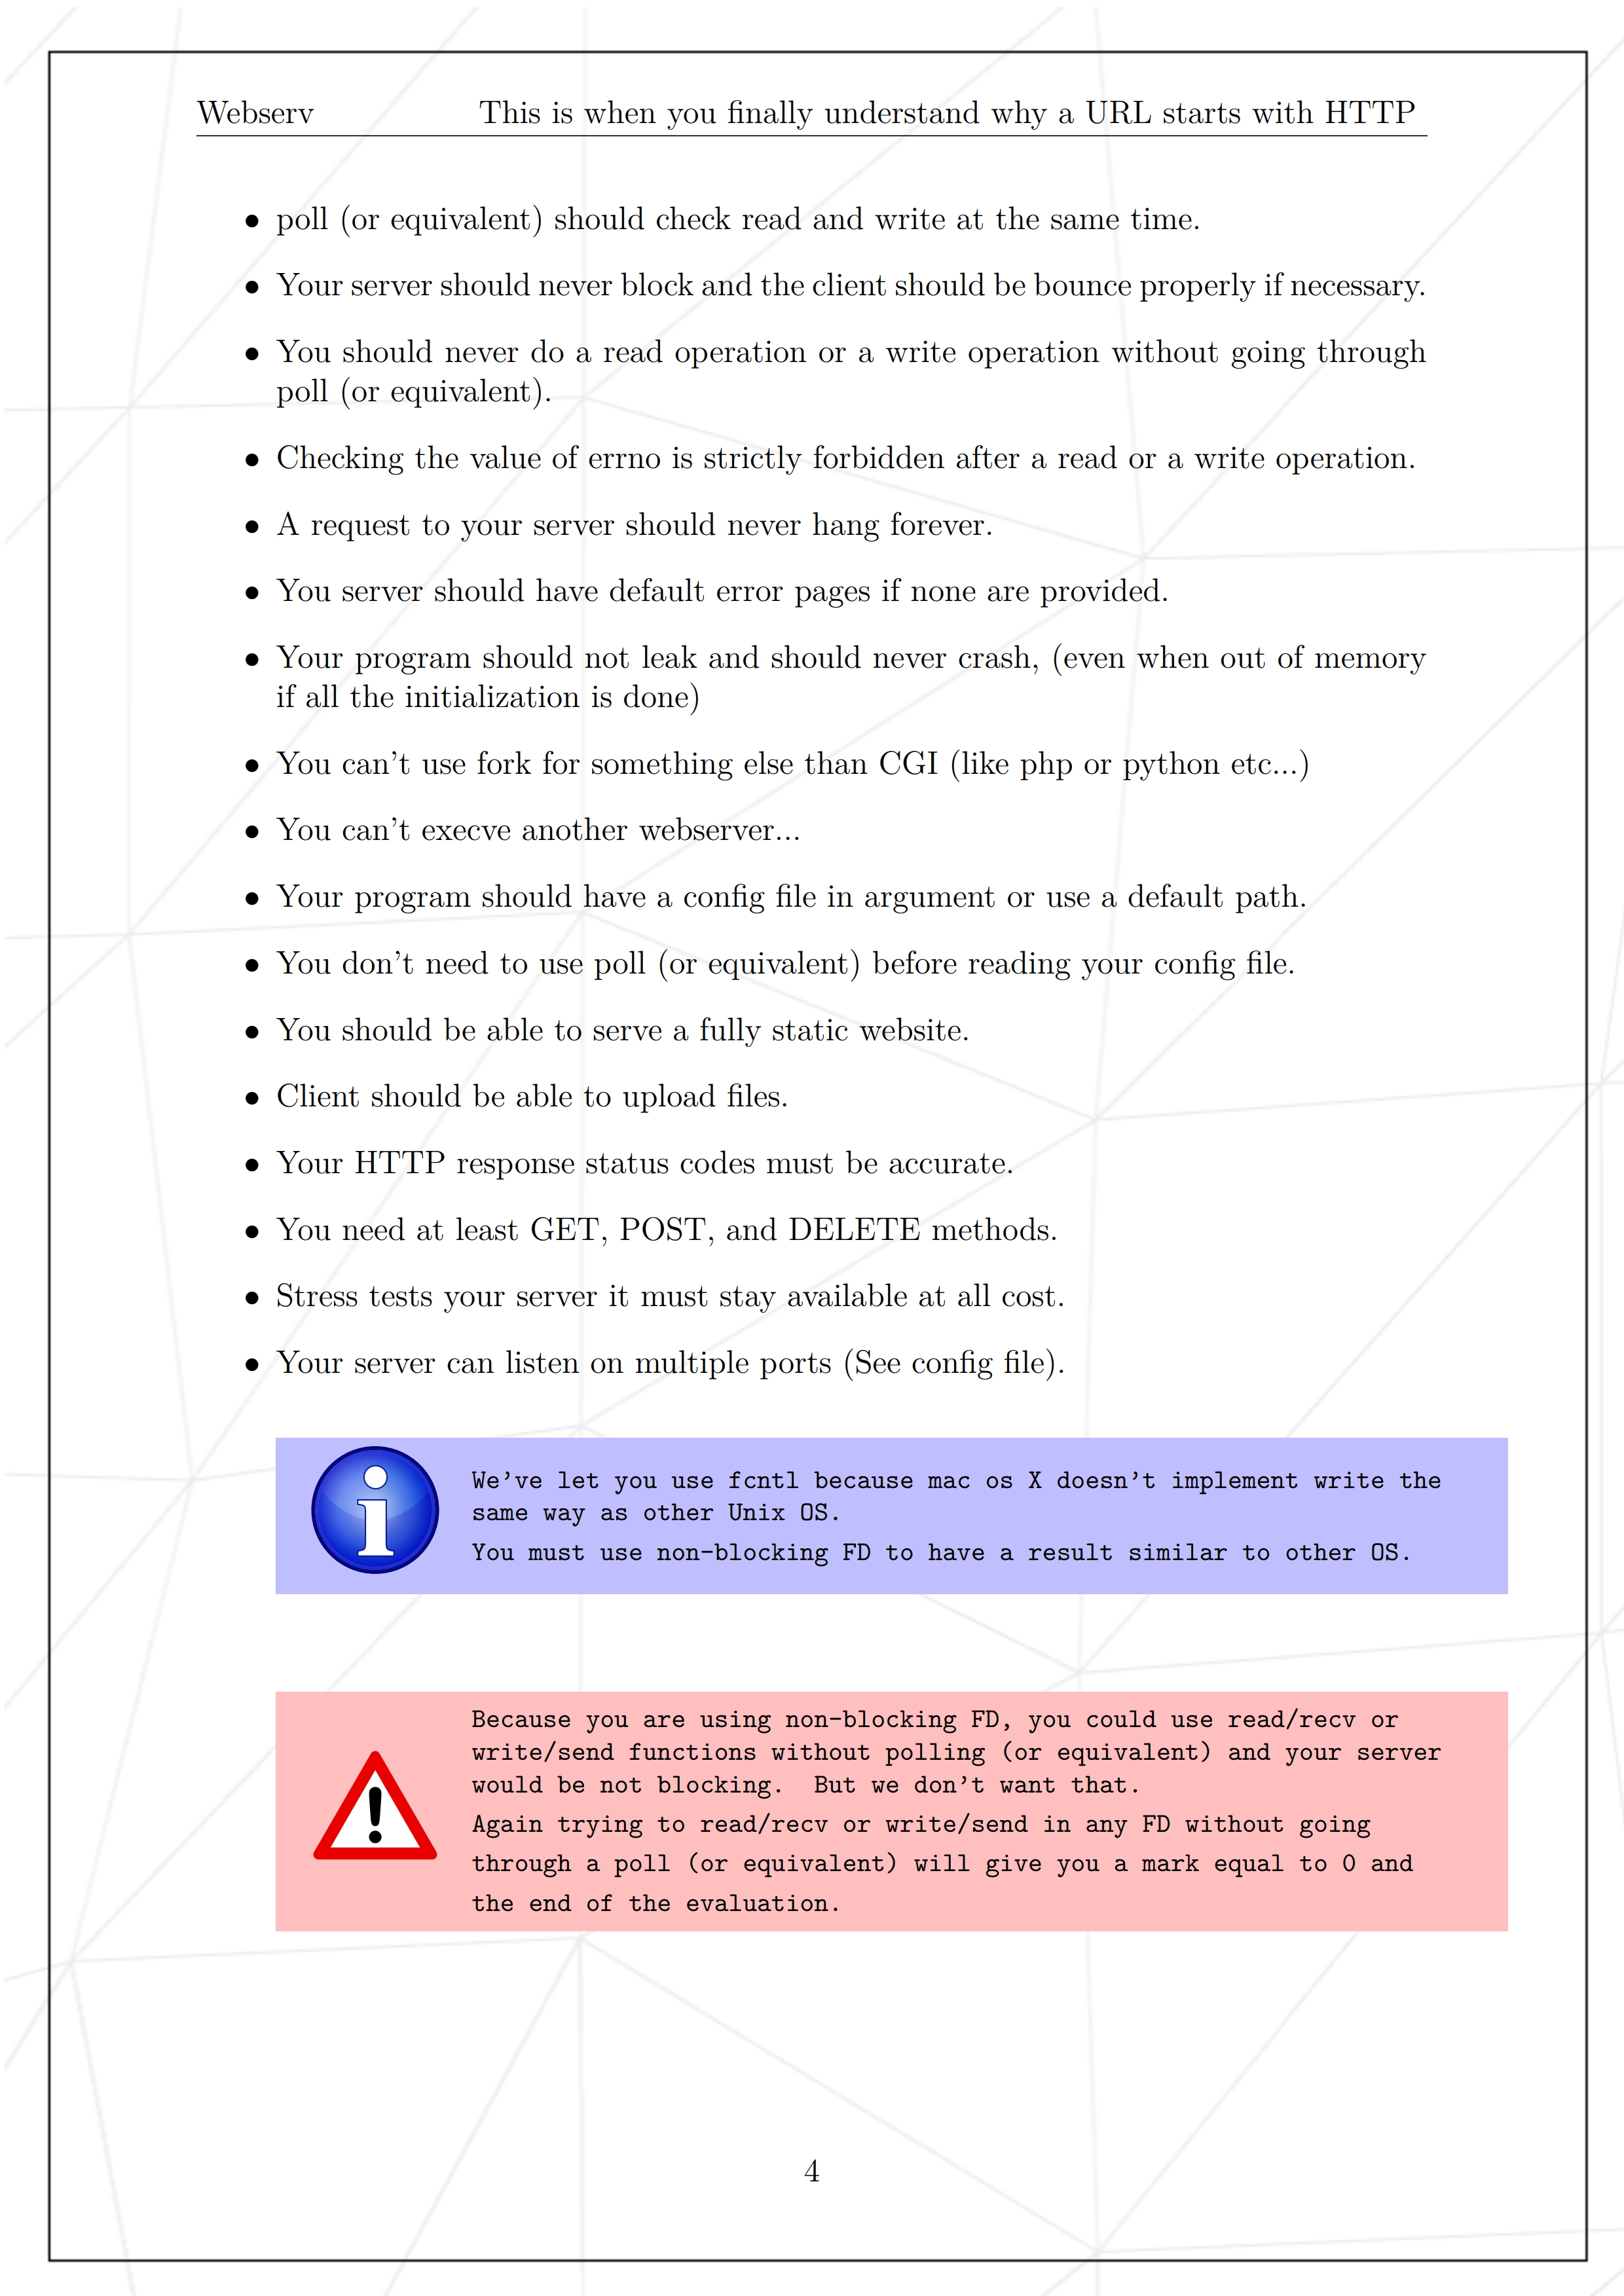 Webserv This is when you finally understand why a URL starts with HTTP
• poll (or equivalent) should check read and write at the same time.
• Your server should never block and the client should be bounce properly if necessary.
• You should never do a read operation or a write operation without going through
poll (or equivalent).
• Checking the value of errno is strictly forbidden after a read or a write operation.
• A request to your server should never hang forever.
• You server should have default error pages if none are provided.
• Your program should not leak and should never crash, (even when out of memory
if all the initialization is done)
• You can't use fork for something else than CGI (like php or python etc...)
• You can't execve another webserver...
• Your program should have a config file in argument or use a default path.
• You don't need to use poll (or equivalent) before reading your config file.
• You should be able to serve a fully static website.
• Client should be able to upload files.
• Your HTTP response status codes must be accurate.
• You need at least GET, POST, and DELETE methods.
• Stress tests your server it must stay available at all cost.
• Your server can listen on multiple ports (See config file).
We've let you use fcntl because mac os X doesn't implement write the
same way as other Unix OS.
You must use non-blocking FD to have a result similar to other OS.
Because you are using non-blocking FD, you could use read/recv or
write/send functions without polling (or equivalent) and your server
would be not blocking. But we don't want that.
Again trying to read/recv or write/send in any FD without going
through a poll (or equivalent) will give you a mark equal to 0 and
the end of the evaluation.
4